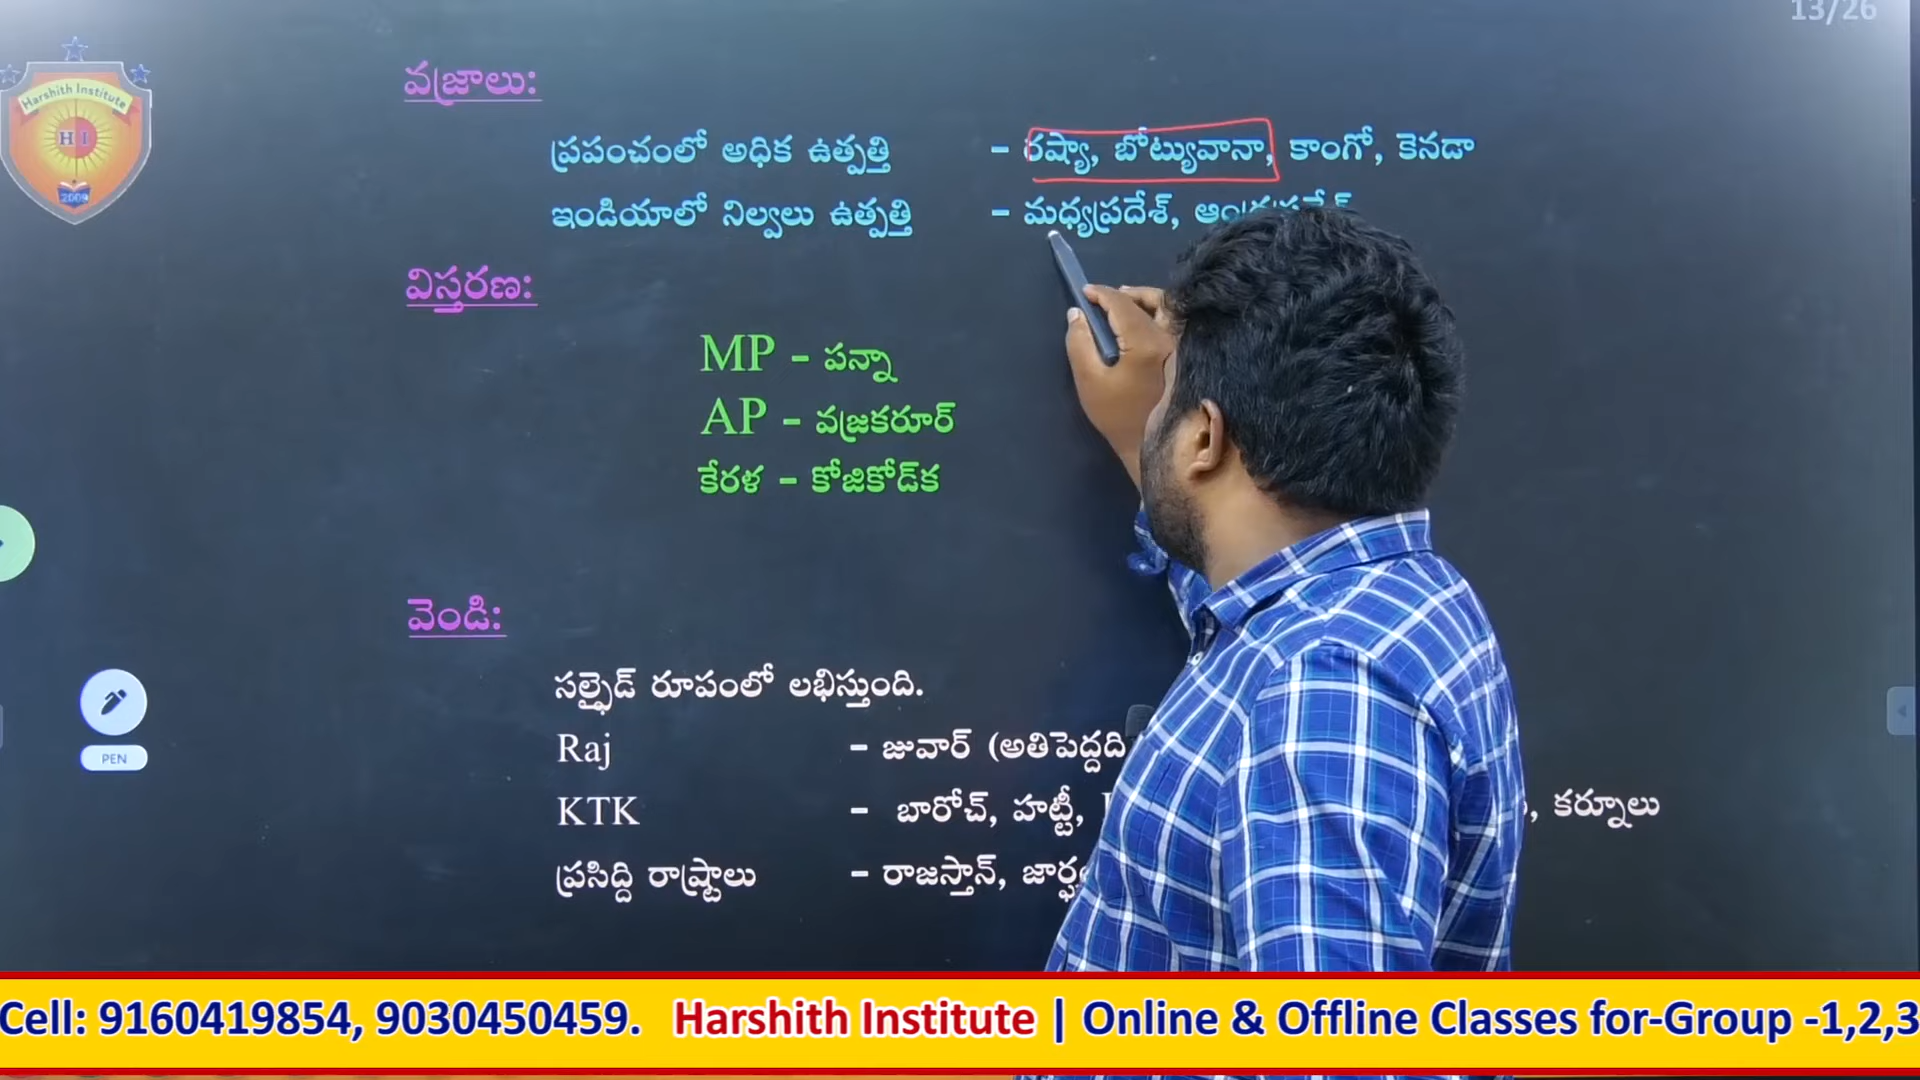 13/26
Harshith Institute
H I
2009
వజ్రాలు:
ప్రపంచంలో అధిక ఉత్పత్తి - రష్యా, బోట్యువానా, కాంగో, కెనడా
ఇండియాలో నిల్వలు ఉత్పత్తి - మధ్యప్రదేశ్, ఆంధ్రప్రదేశ్
విస్తరణ:
MP - పన్నా
AP - వజ్రకరూర్
కేరళ - కోజికోడ్‌క
వెండి:
సల్ఫైడ్ రూపంలో లభిస్తుంది.
Raj - జువార్ (అతిపెద్దది
KTK - బారోచ్, హట్టీ, , కర్నూలు
ప్రసిద్ది రాష్ట్రాలు - రాజస్తాన్,
PEN
Cell: 9160419854, 9030450459. Harshith Institute | Online & Offline Classes for-Group -1,2,3